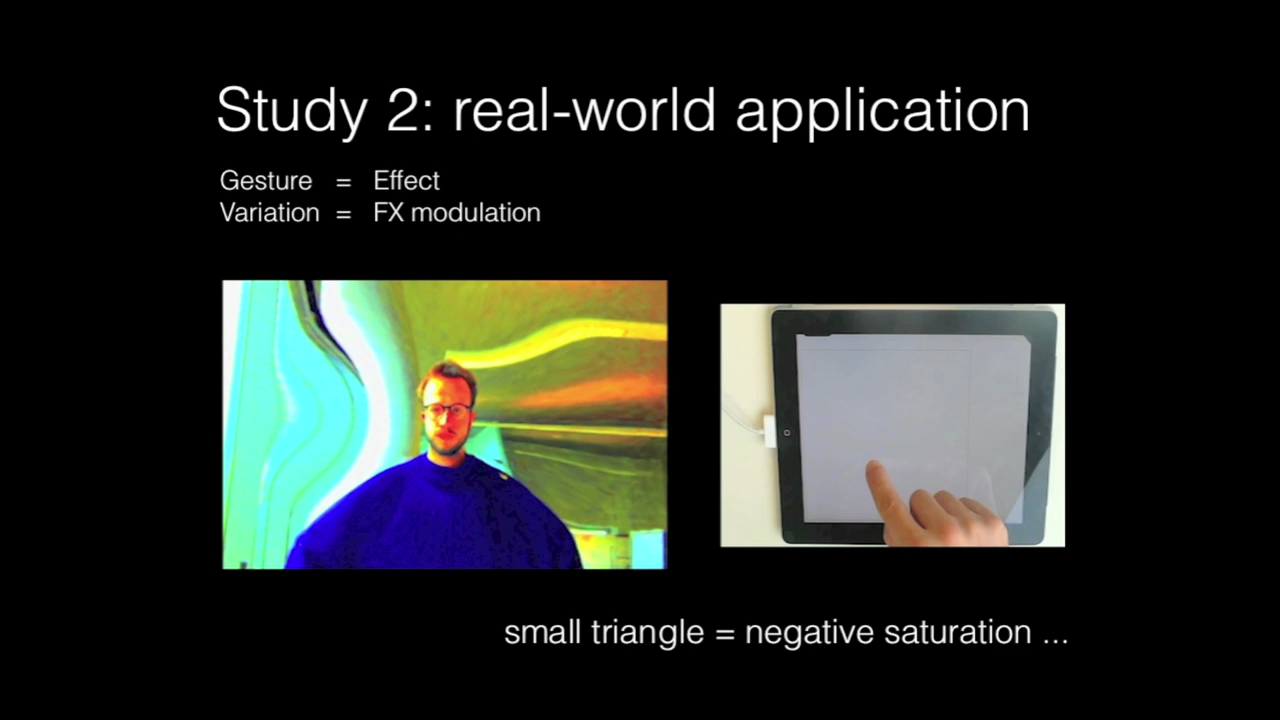 Study 2: real-world application
Gesture = Effect
Variation = FX modulation
small triangle = negative saturation ...